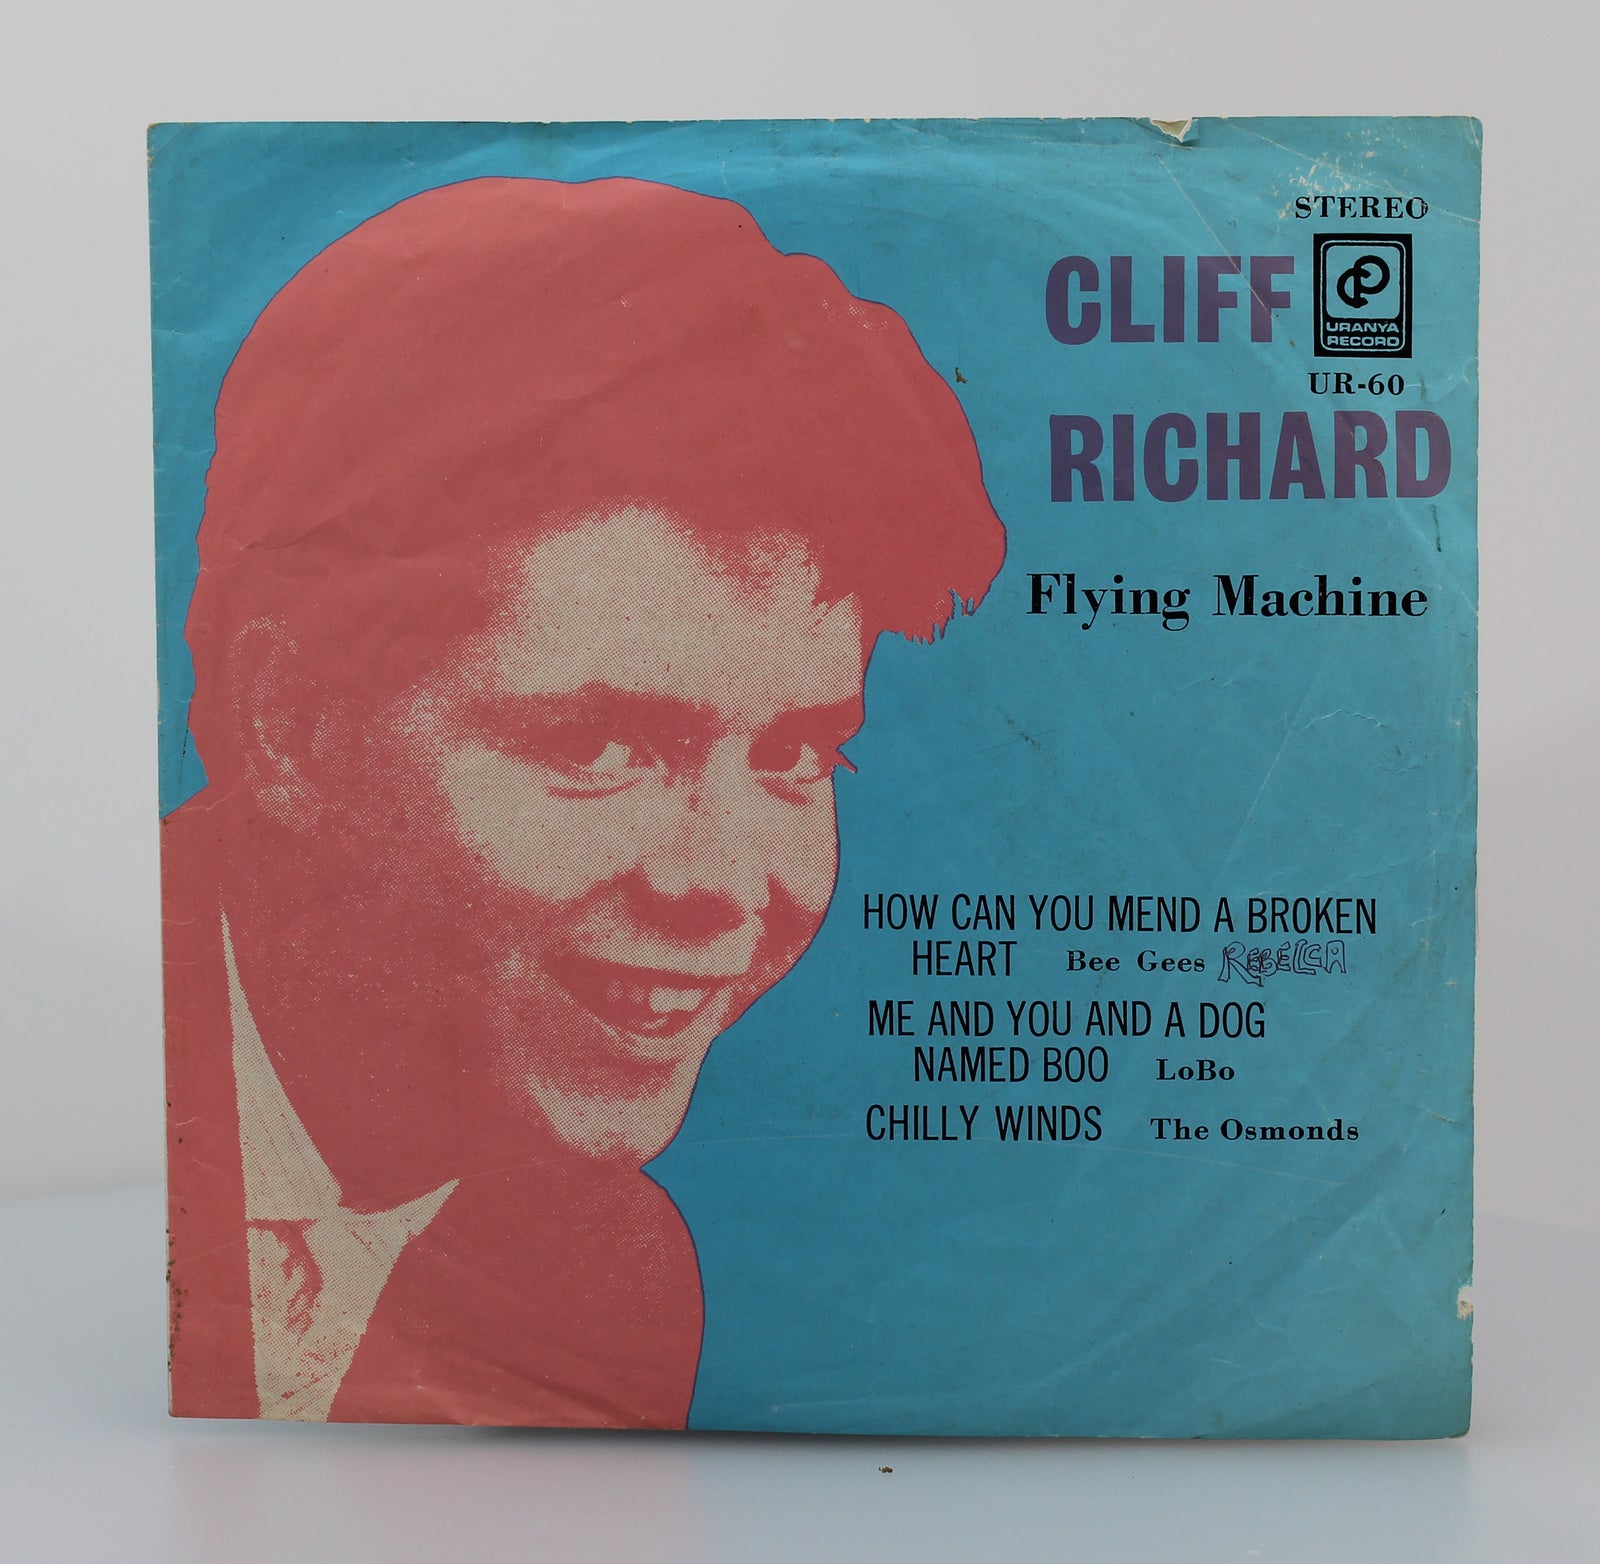 STEREO
CLIFF
URANYA
RECORD
UR-60
RICHARD
Flying Machine
HOW CAN YOU MEND A BROKEN
HEART Bee Gees REBELCA
ME AND YOU AND A DOG
NAMED BOO LoBo
CHILLY WINDS The Osmonds